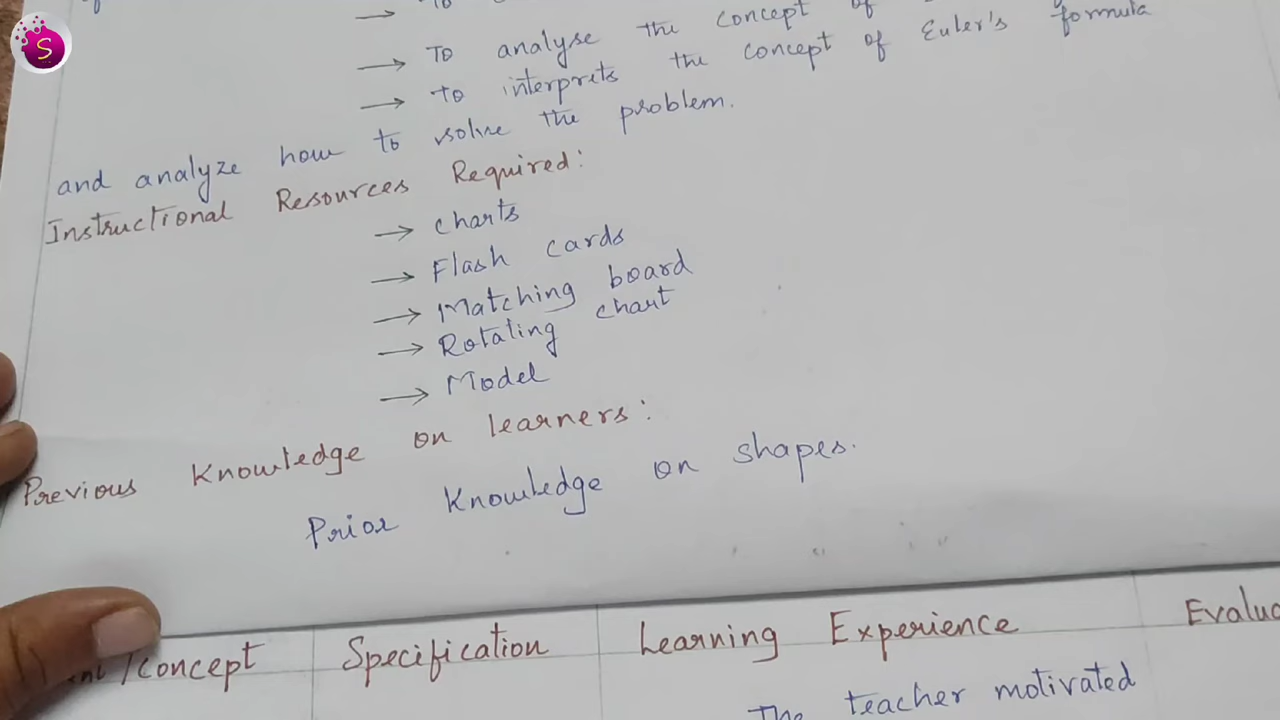 S
→ To
→ To analyse the concept of
→ To interprets the concept of Euler's formula
and analyze how to solve the problem.
Instructional Resources Required:
→ charts
→ Flash cards
→ Matching board
→ Rotating chart
→ Model
Previous Knowledge on learners:
Prior Knowledge on shapes.
/Concept Specification Learning Experience
The teacher motivated